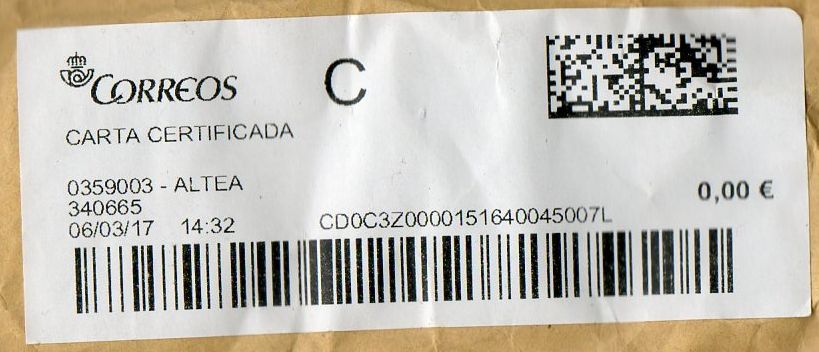 CORREOS
C
CARTA CERTIFICADA
0359003 - ALTEA
340665
0,00 €
06/03/17 14:32
CD0C3Z0000151640045007L